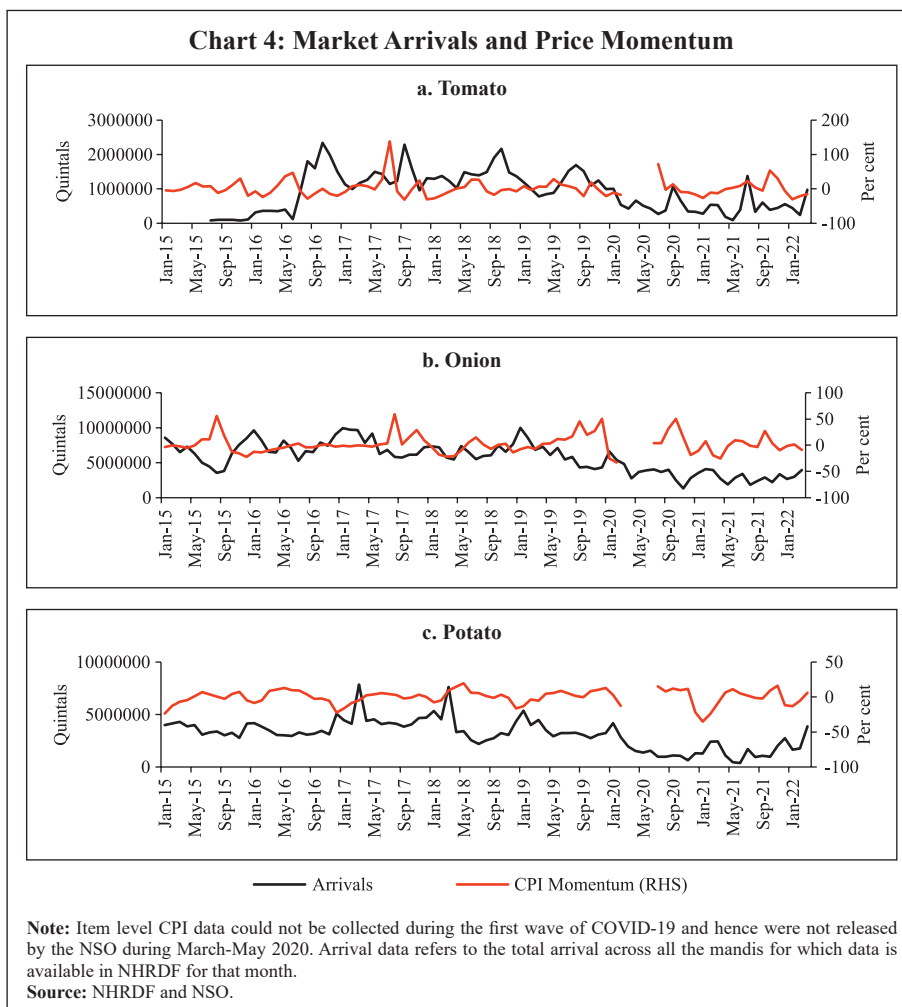 Chart 4: Market Arrivals and Price Momentum
a. Tomato
Quintals
3000000
2000000
1000000
0
200
100
0
-100
Per cent
Jan-15
May-15
Sep-15
Jan-16
May-16
Sep-16
Jan-17
May-17
Sep-17
Jan-18
May-18
Sep-18
Jan-19
May-19
Sep-19
Jan-20
May-20
Sep-20
Jan-21
May-21
Sep-21
Jan-22
b. Onion
Quintals
15000000
10000000
5000000
0
100
50
0
-50
-100
Per cent
Jan-15
May-15
Sep-15
Jan-16
May-16
Sep-16
Jan-17
May-17
Sep-17
Jan-18
May-18
Sep-18
Jan-19
May-19
Sep-19
Jan-20
May-20
Sep-20
Jan-21
May-21
Sep-21
Jan-22
c. Potato
Quintals
10000000
5000000
0
50
0
-50
-100
Per cent
Jan-15
May-15
Sep-15
Jan-16
May-16
Sep-16
Jan-17
May-17
Sep-17
Jan-18
May-18
Sep-18
Jan-19
May-19
Sep-19
Jan-20
May-20
Sep-20
Jan-21
May-21
Sep-21
Jan-22
Arrivals
CPI Momentum (RHS)
Note: Item level CPI data could not be collected during the first wave of COVID-19 and hence were not released
by the NSO during March-May 2020. Arrival data refers to the total arrival across all the mandis for which data is
available in NHRDF for that month.
Source: NHRDF and NSO.